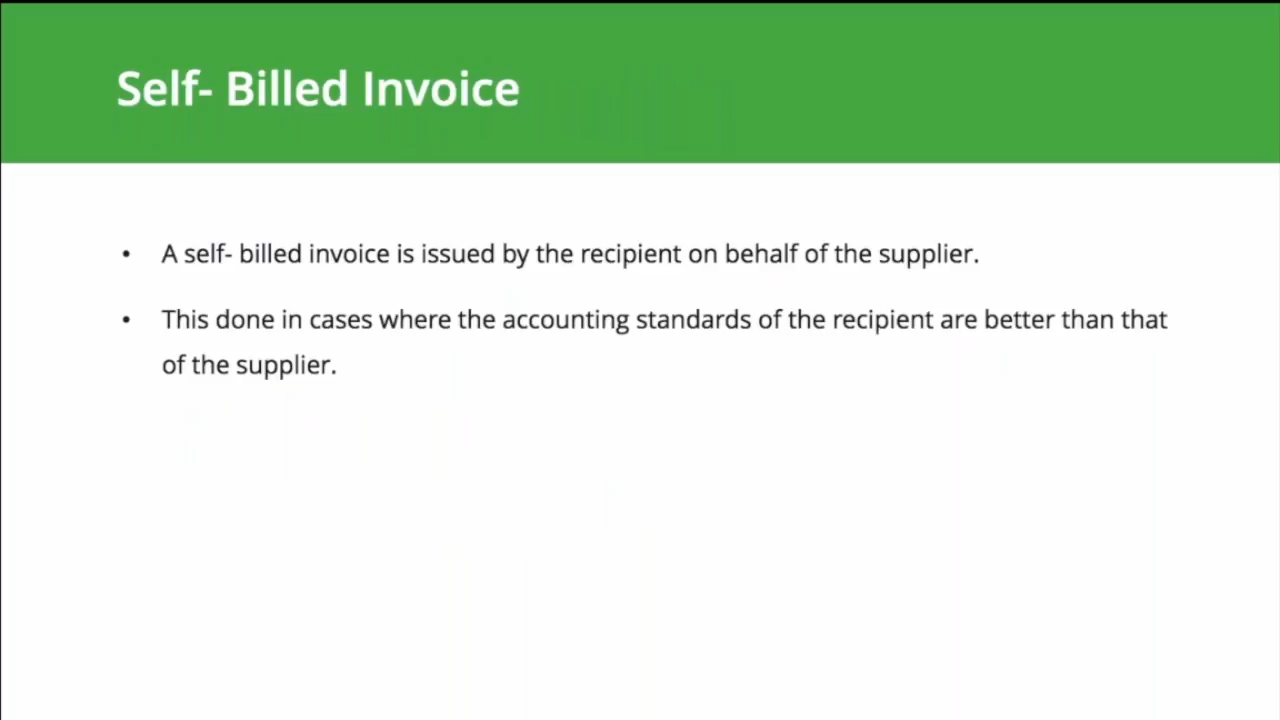 Self- Billed Invoice
• A self- billed invoice is issued by the recipient on behalf of the supplier.
• This done in cases where the accounting standards of the recipient are better than that
of the supplier.